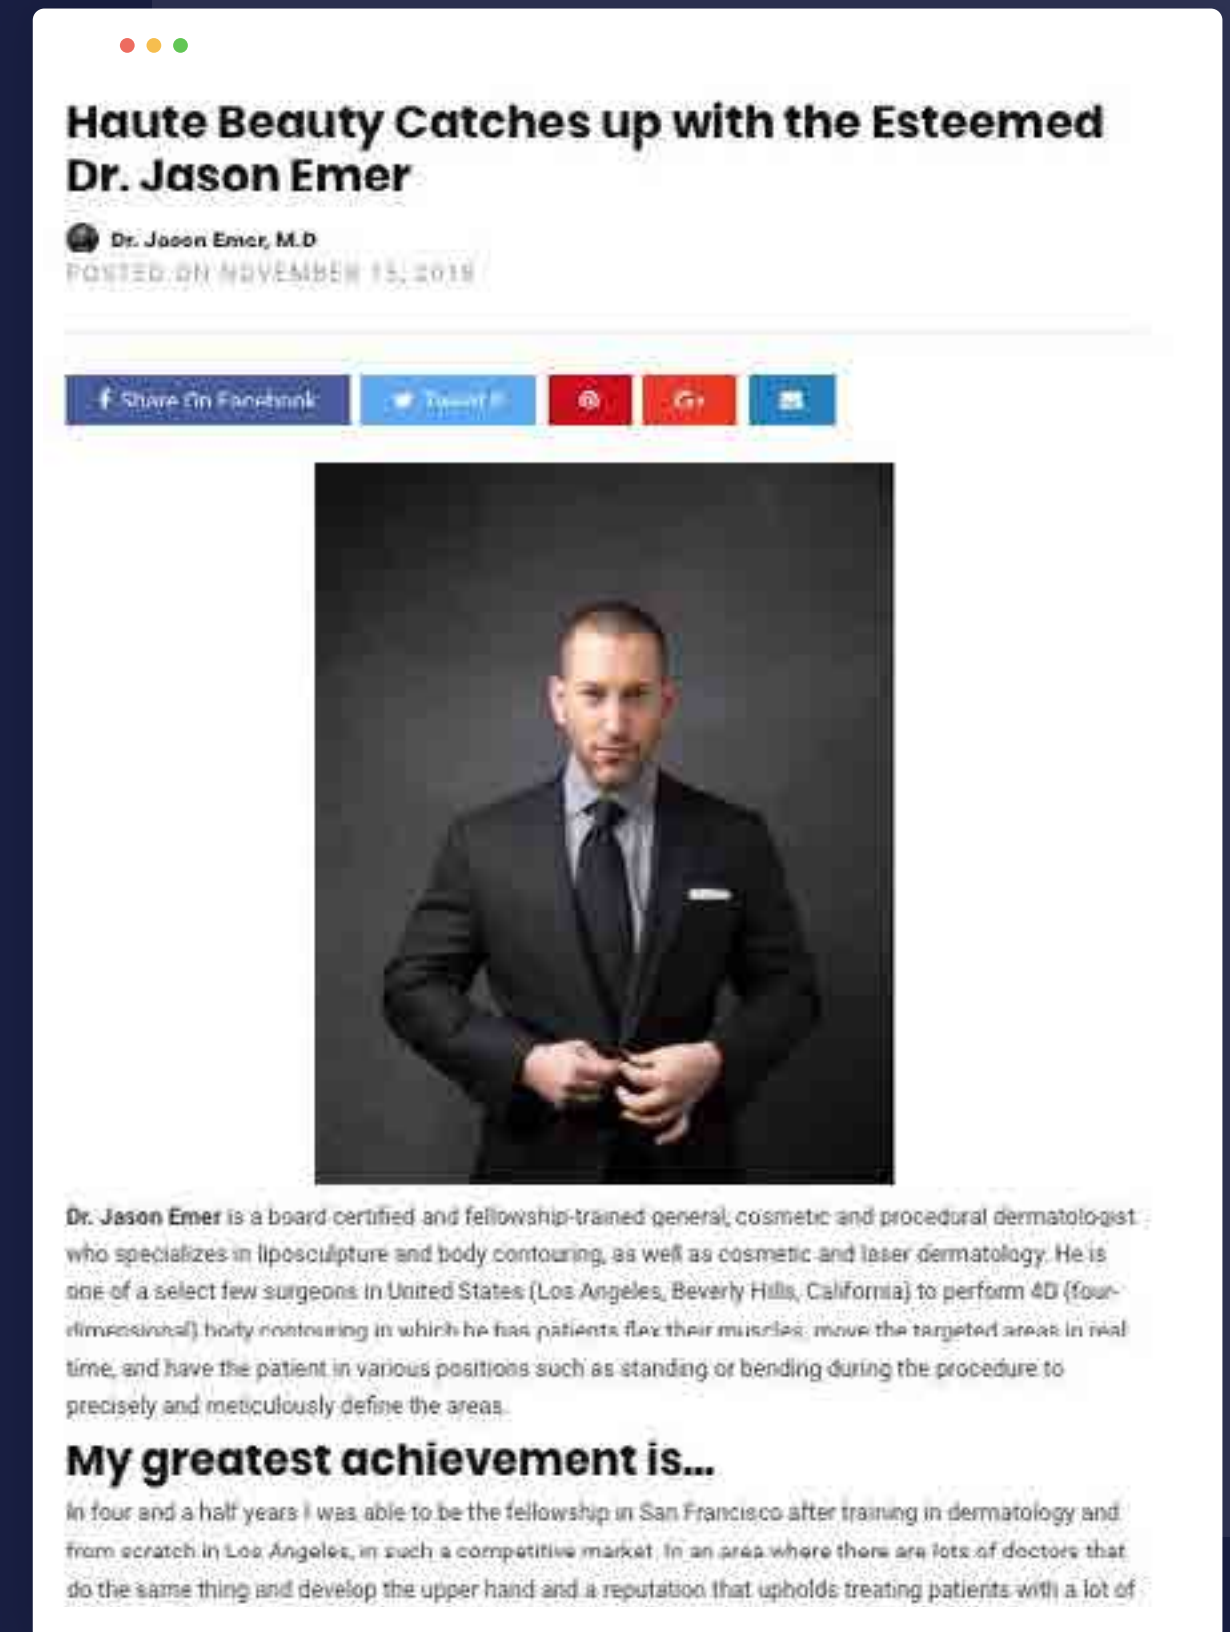 Haute Beauty Catches up with the Esteemed
Dr. Jason Emer
Dr. Jason Emer, M.D
POSTED ON NOVEMBER 15, 2018
Share On Facebook
Tweet It
G+
Dr. Jason Emer is a board certified and fellowship-trained general, cosmetic and procedural dermatologist
who specializes in liposculpture and body contouring, as well as cosmetic and laser dermatology. He is
one of a select few surgeons in United States (Los Angeles, Beverly Hills, California) to perform 4D (four-
dimensional) body contouring in which he has patients flex their muscles, move the targeted areas in real
time, and have the patient in various positions such as standing or bending during the procedure to
precisely and meticulously define the areas.
My greatest achievement is...
In four and a half years I was able to be the fellowship in San Francisco after training in dermatology and
from scratch in Los Angeles, in such a competitive market. In an area where there are lots of doctors that
do the same thing and develop the upper hand and a reputation that upholds treating patients with a lot of